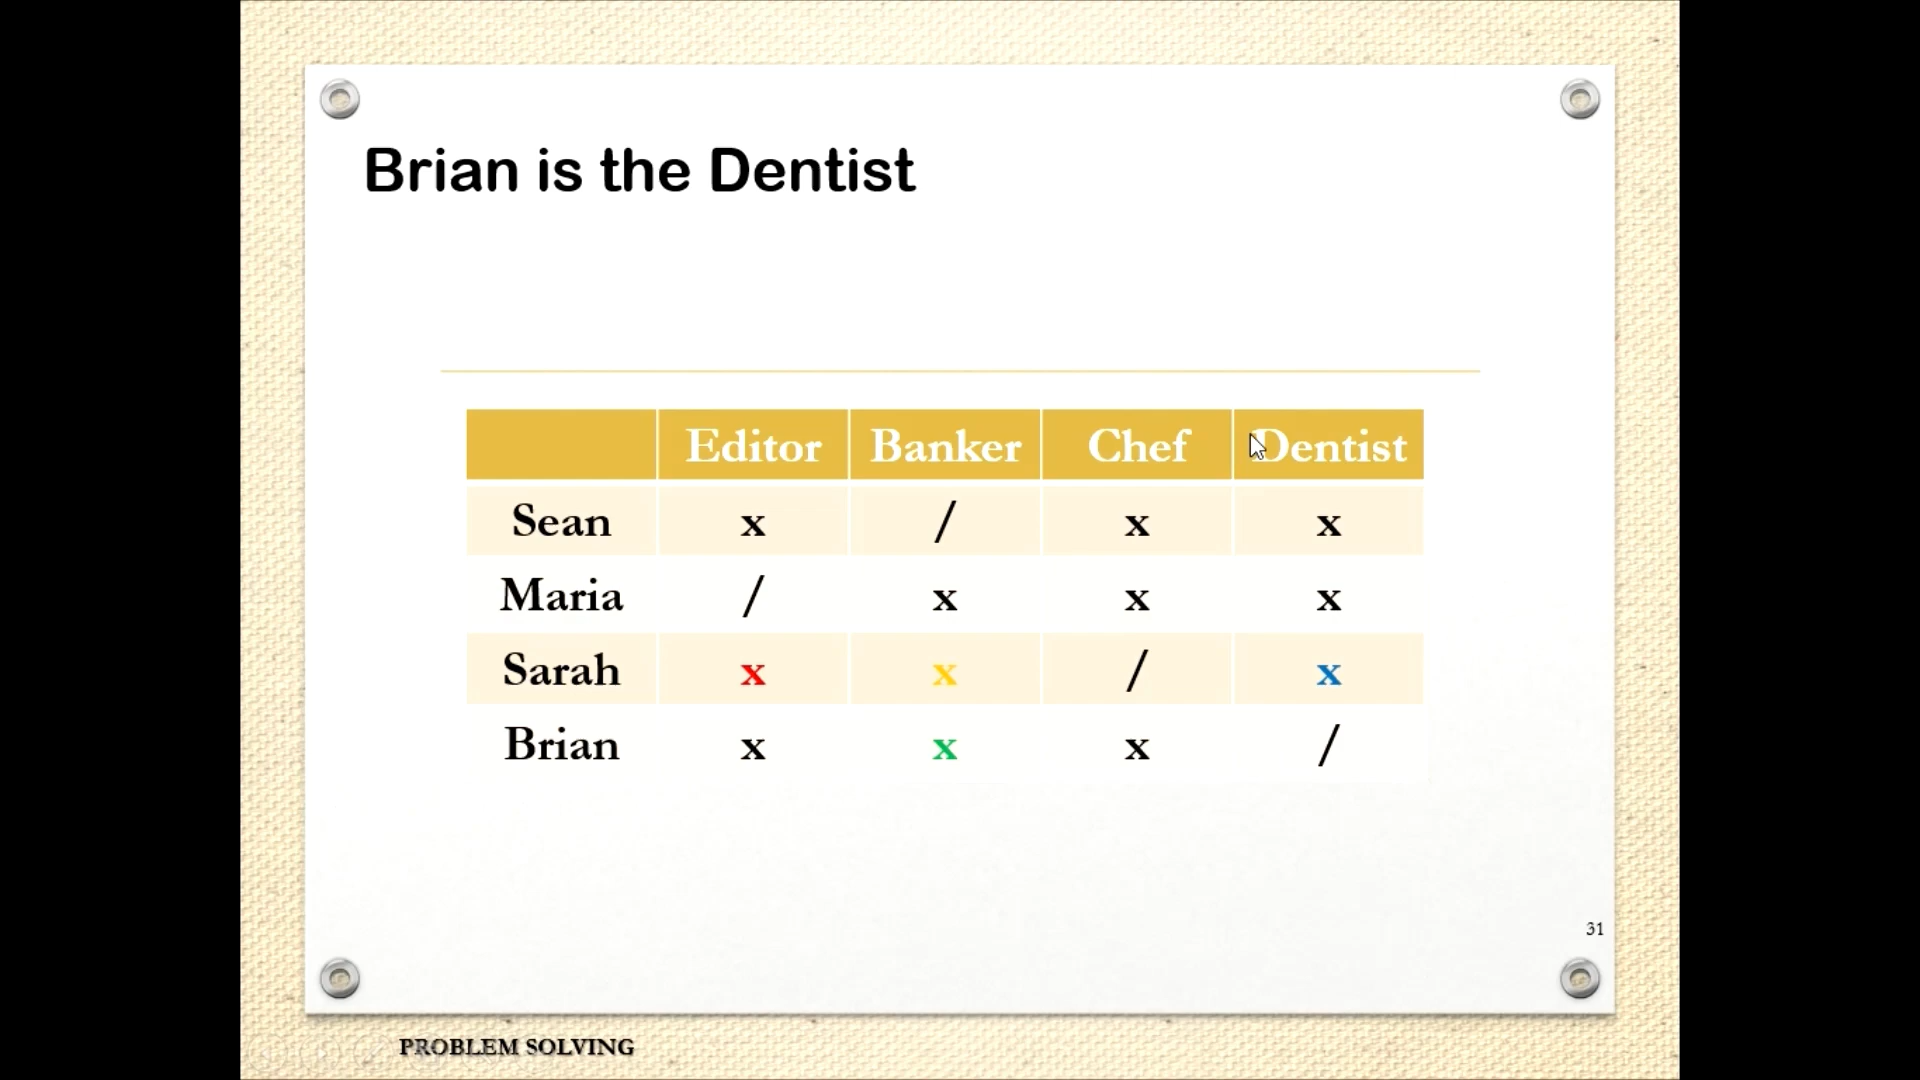 Brian is the Dentist
Editor Banker Chef Dentist
Sean x / x x
Maria / x x x
Sarah x x / x
Brian x x x /
31
PROBLEM SOLVING